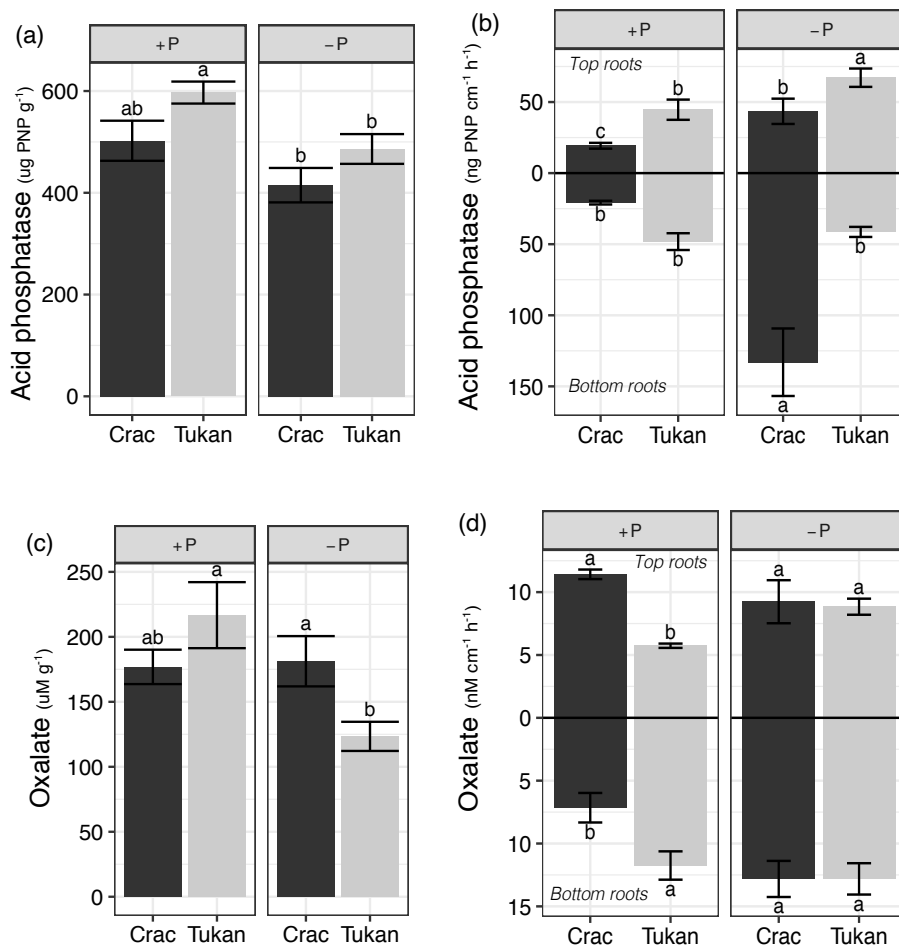 (a)
+P
−P
Acid phosphatase (ug PNP g⁻¹)
600
400
200
0
ab
a
b
b
Crac
Tukan
Crac
Tukan
(b)
+P
−P
Acid phosphatase (ng PNP cm⁻¹ h⁻¹)
Top roots
50
0
50
100
150
c
b
b
a
b
b
a
b
Bottom roots
Crac
Tukan
Crac
Tukan
(c)
+P
−P
Oxalate (uM g⁻¹)
250
200
150
100
50
0
ab
a
a
b
Crac
Tukan
Crac
Tukan
(d)
+P
−P
Oxalate (nM cm⁻¹ h⁻¹)
Top roots
10
5
0
5
10
15
a
b
a
a
b
a
a
a
Bottom roots
Crac
Tukan
Crac
Tukan